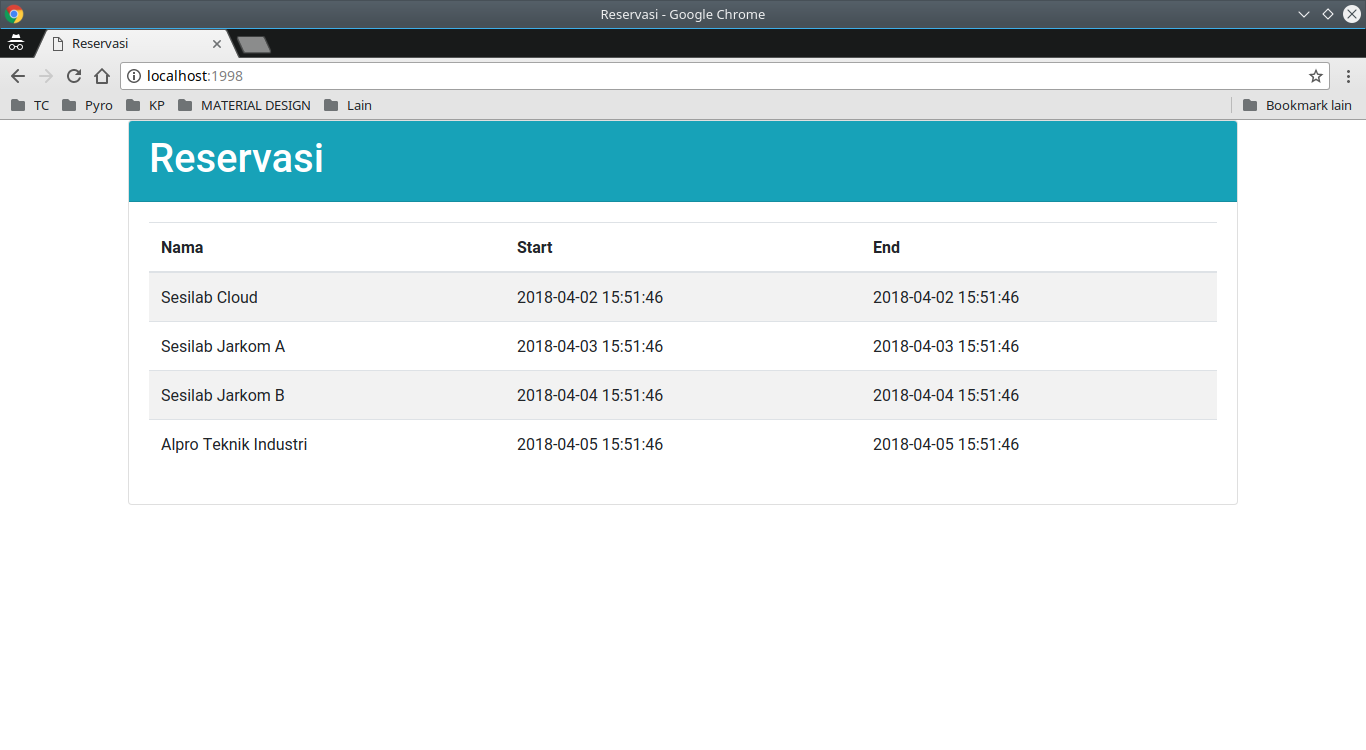 Reservasi - Google Chrome
Reservasi
localhost:1998
TC Pyro KP MATERIAL DESIGN Lain Bookmark lain
Reservasi
Nama Start End
Sesilab Cloud 2018-04-02 15:51:46 2018-04-02 15:51:46
Sesilab Jarkom A 2018-04-03 15:51:46 2018-04-03 15:51:46
Sesilab Jarkom B 2018-04-04 15:51:46 2018-04-04 15:51:46
Alpro Teknik Industri 2018-04-05 15:51:46 2018-04-05 15:51:46